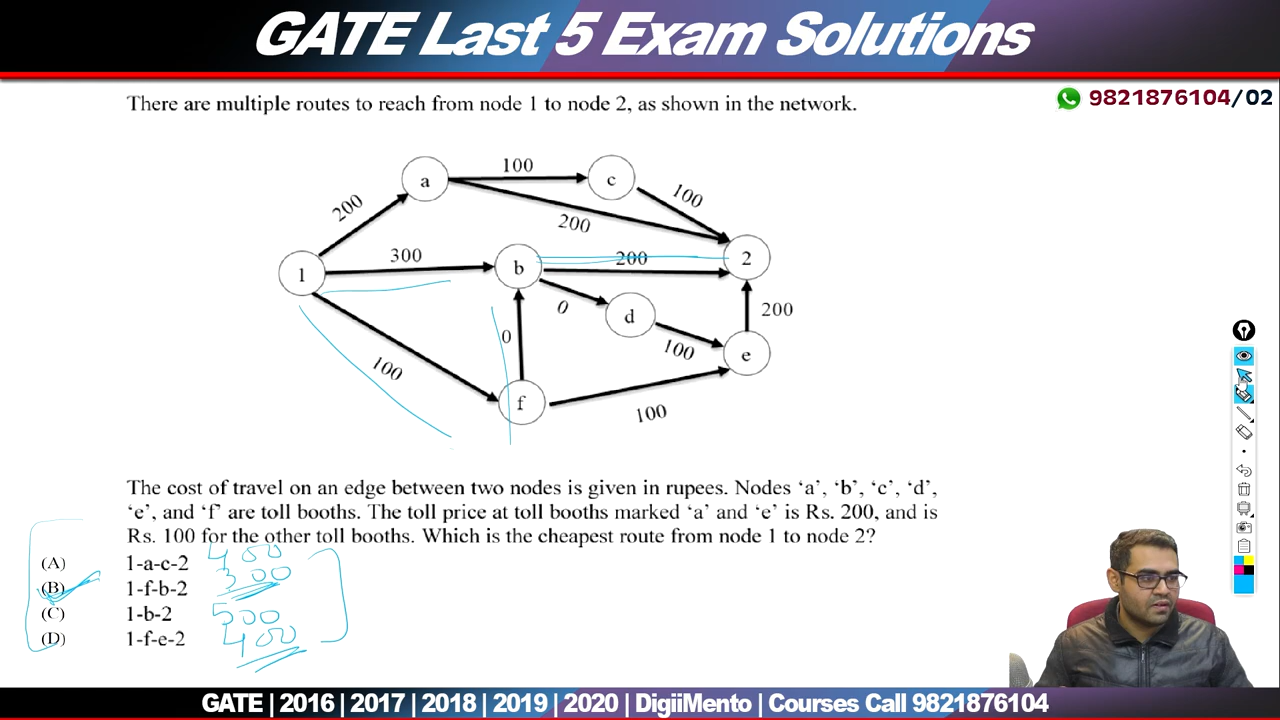 GATE Last 5 Exam Solutions
9821876104/02
There are multiple routes to reach from node 1 to node 2, as shown in the network.
a
100
c
200
100
200
1
300
b
200
2
0
d
200
0
100
e
100
f
100
The cost of travel on an edge between two nodes is given in rupees. Nodes ‘a’, ‘b’, ‘c’, ‘d’,
‘e’, and ‘f’ are toll booths. The toll price at toll booths marked ‘a’ and ‘e’ is Rs. 200, and is
Rs. 100 for the other toll booths. Which is the cheapest route from node 1 to node 2?
(A) 1-a-c-2 400
(B) 1-f-b-2 300
(C) 1-b-2 500
(D) 1-f-e-2 400
GATE | 2016 | 2017 | 2018 | 2019 | 2020 | DigiiMento | Courses Call 9821876104